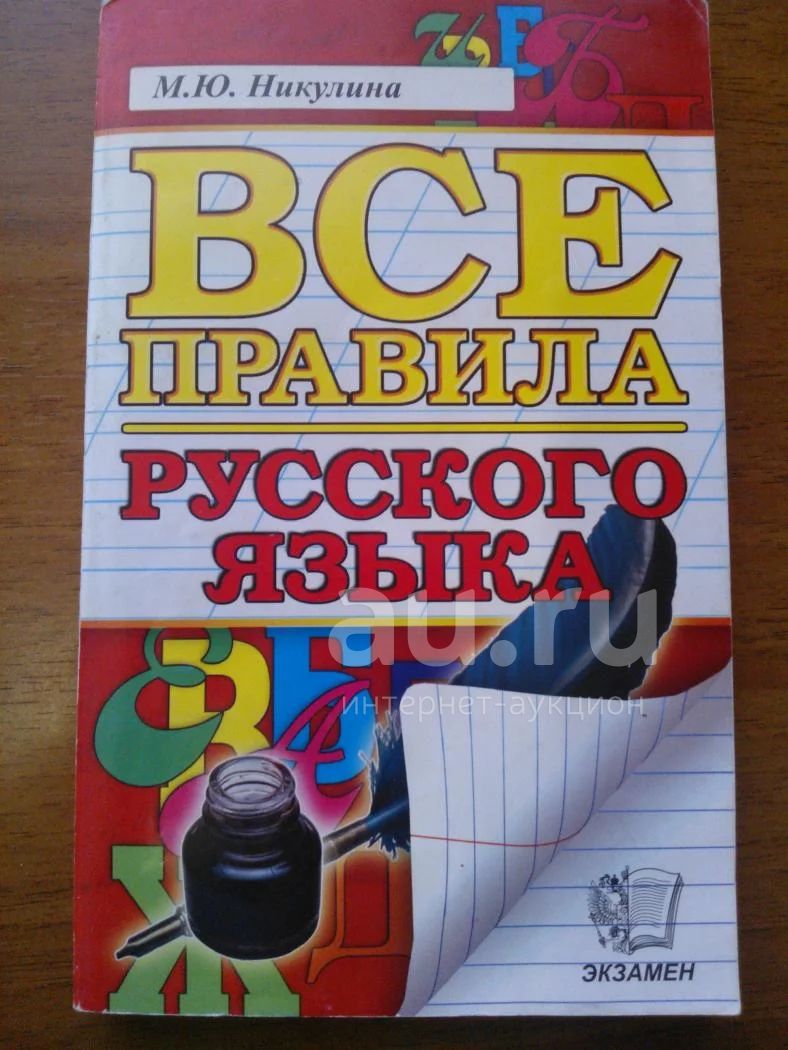 М.Ю. Никулина
ВСЕ
ПРАВИЛА
РУССКОГО
ЯЗЫКА
au.ru
интернет-аукцион
ЭКЗАМЕН